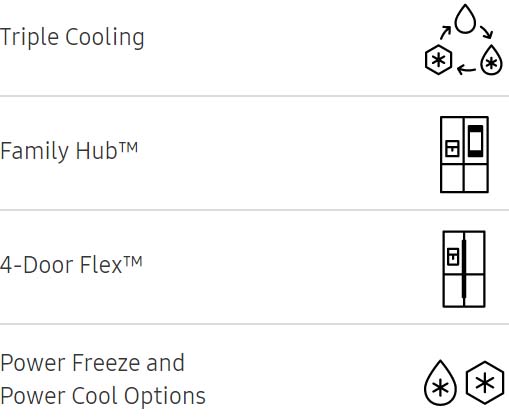 Triple Cooling
Family Hub™
4-Door Flex™
Power Freeze and
Power Cool Options